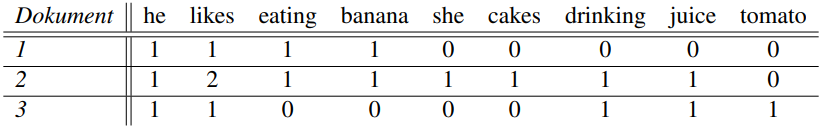 Dokument he likes eating banana she cakes drinking juice tomato
1 1 1 1 1 0 0 0 0 0
2 1 2 1 1 1 1 1 1 0
3 1 1 0 0 0 0 1 1 1